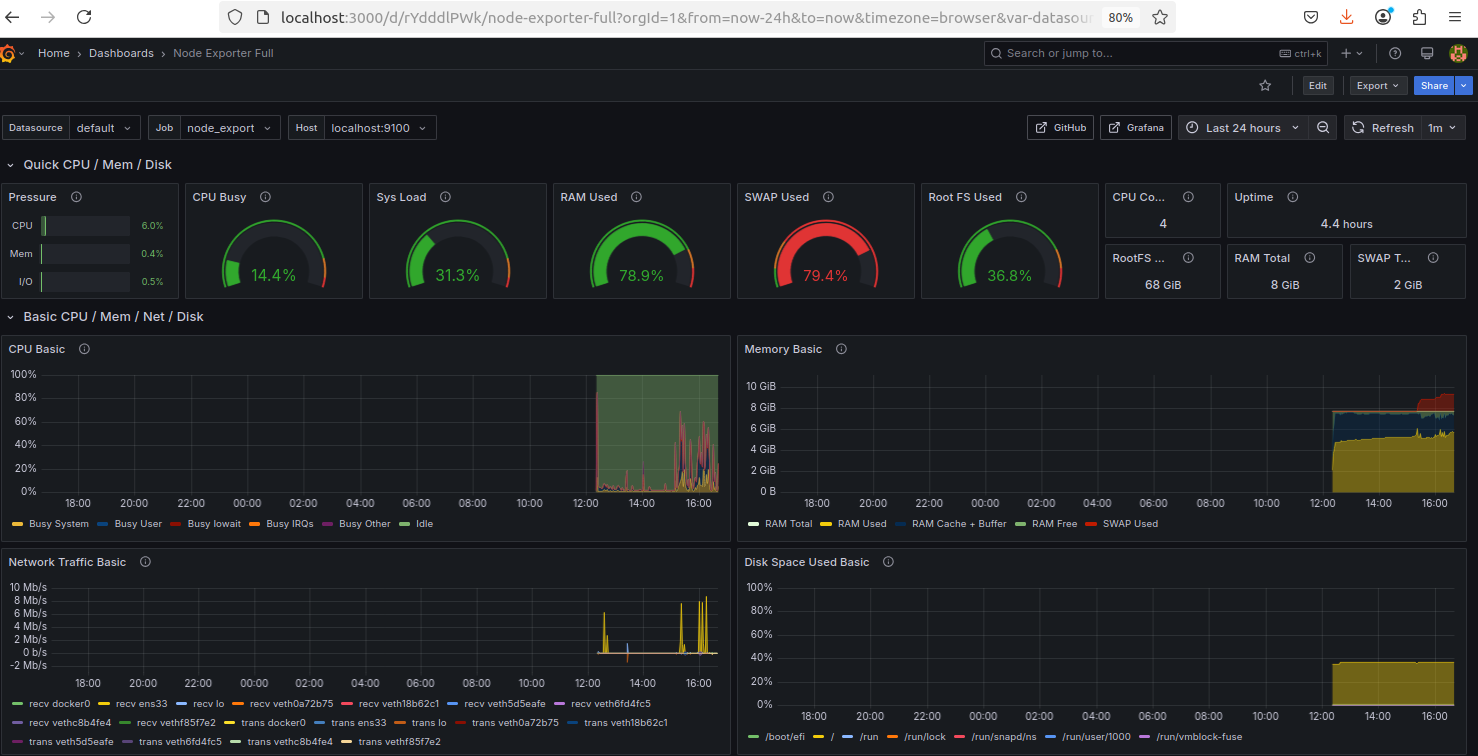 localhost:3000/d/rYdddlPWk/node-exporter-full?orgId=1&from=now-24h&to=now&timezone=browser&var-datasou 80%
Home > Dashboards > Node Exporter Full
Search or jump to... ctrl+k
Edit Export Share
Datasource default Job node_export Host localhost:9100 GitHub Grafana Last 24 hours Refresh 1m
Quick CPU / Mem / Disk
Pressure CPU Busy Sys Load RAM Used SWAP Used Root FS Used CPU Co... Uptime
CPU 6.0%
Mem 0.4%
I/O 0.5%
14.4% 31.3% 78.9% 79.4% 36.8%
4 4.4 hours
RootFS ... RAM Total SWAP T...
68 GiB 8 GiB 2 GiB
Basic CPU / Mem / Net / Disk
CPU Basic
100%
80%
60%
40%
20%
0%
18:00 20:00 22:00 00:00 02:00 04:00 06:00 08:00 10:00 12:00 14:00 16:00
Busy System Busy User Busy Iowait Busy IRQs Busy Other Idle
Memory Basic
10 GiB
8 GiB
6 GiB
4 GiB
2 GiB
0 B
18:00 20:00 22:00 00:00 02:00 04:00 06:00 08:00 10:00 12:00 14:00 16:00
RAM Total RAM Used RAM Cache + Buffer RAM Free SWAP Used
Network Traffic Basic
10 Mb/s
8 Mb/s
6 Mb/s
4 Mb/s
2 Mb/s
0 b/s
-2 Mb/s
18:00 20:00 22:00 00:00 02:00 04:00 06:00 08:00 10:00 12:00 14:00 16:00
recv docker0 recv ens33 recv lo recv veth0a72b75 recv veth18b62c1 recv veth5d5eafe recv veth6fd4fc5
recv vethc8b4fe4 recv vethf85f7e2 trans docker0 trans ens33 trans lo trans veth0a72b75 trans veth18b62c1
trans veth5d5eafe trans veth6fd4fc5 trans vethc8b4fe4 trans vethf85f7e2
Disk Space Used Basic
100%
80%
60%
40%
20%
0%
18:00 20:00 22:00 00:00 02:00 04:00 06:00 08:00 10:00 12:00 14:00 16:00
/boot/efi / /run /run/lock /run/snapd/ns /run/user/1000 /run/vmblock-fuse